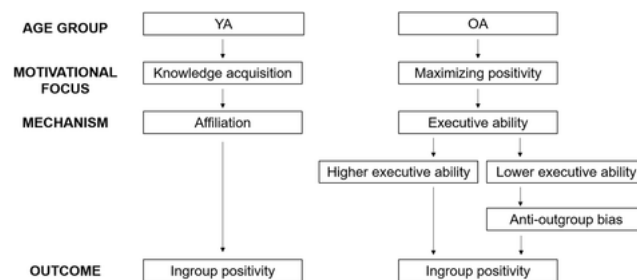 AGE GROUP YA OA
MOTIVATIONAL FOCUS Knowledge acquisition Maximizing positivity
MECHANISM Affiliation Executive ability
Higher executive ability Lower executive ability
Anti-outgroup bias
OUTCOME Ingroup positivity Ingroup positivity